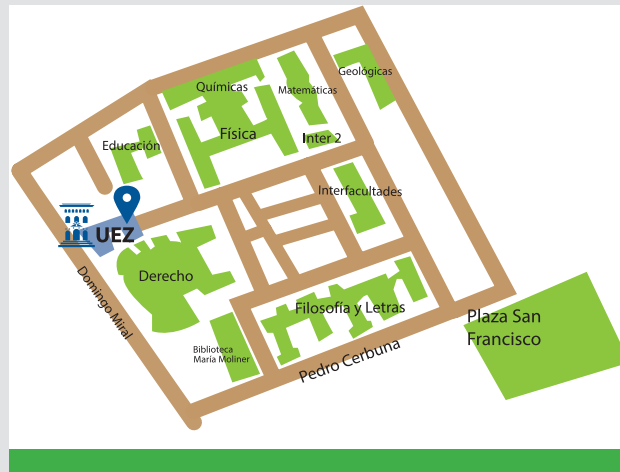 Geológicas
Químicas
Matemáticas
Física
Inter 2
Educación
Interfacultades
UEZ
Derecho
Domingo Miral
Filosofía y Letras
Plaza San
Francisco
Biblioteca
María Moliner
Pedro Cerbuna